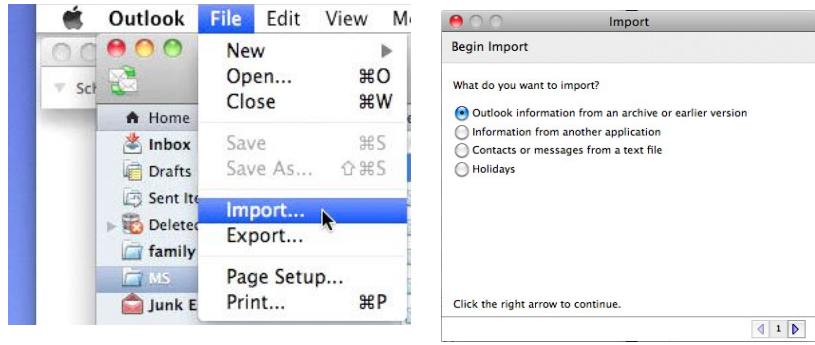 Outlook File Edit View
Sch
New
Open... ⌘O
Close ⌘W
Save ⌘S
Save As... ⇧⌘S
Import...
Export...
Page Setup...
Print... ⌘P
Home
Inbox
Drafts
Sent Ite
Deleted
family
MS
Junk E
Import
Begin Import
What do you want to import?
Outlook information from an archive or earlier version
Information from another application
Contacts or messages from a text file
Holidays
Click the right arrow to continue.
1